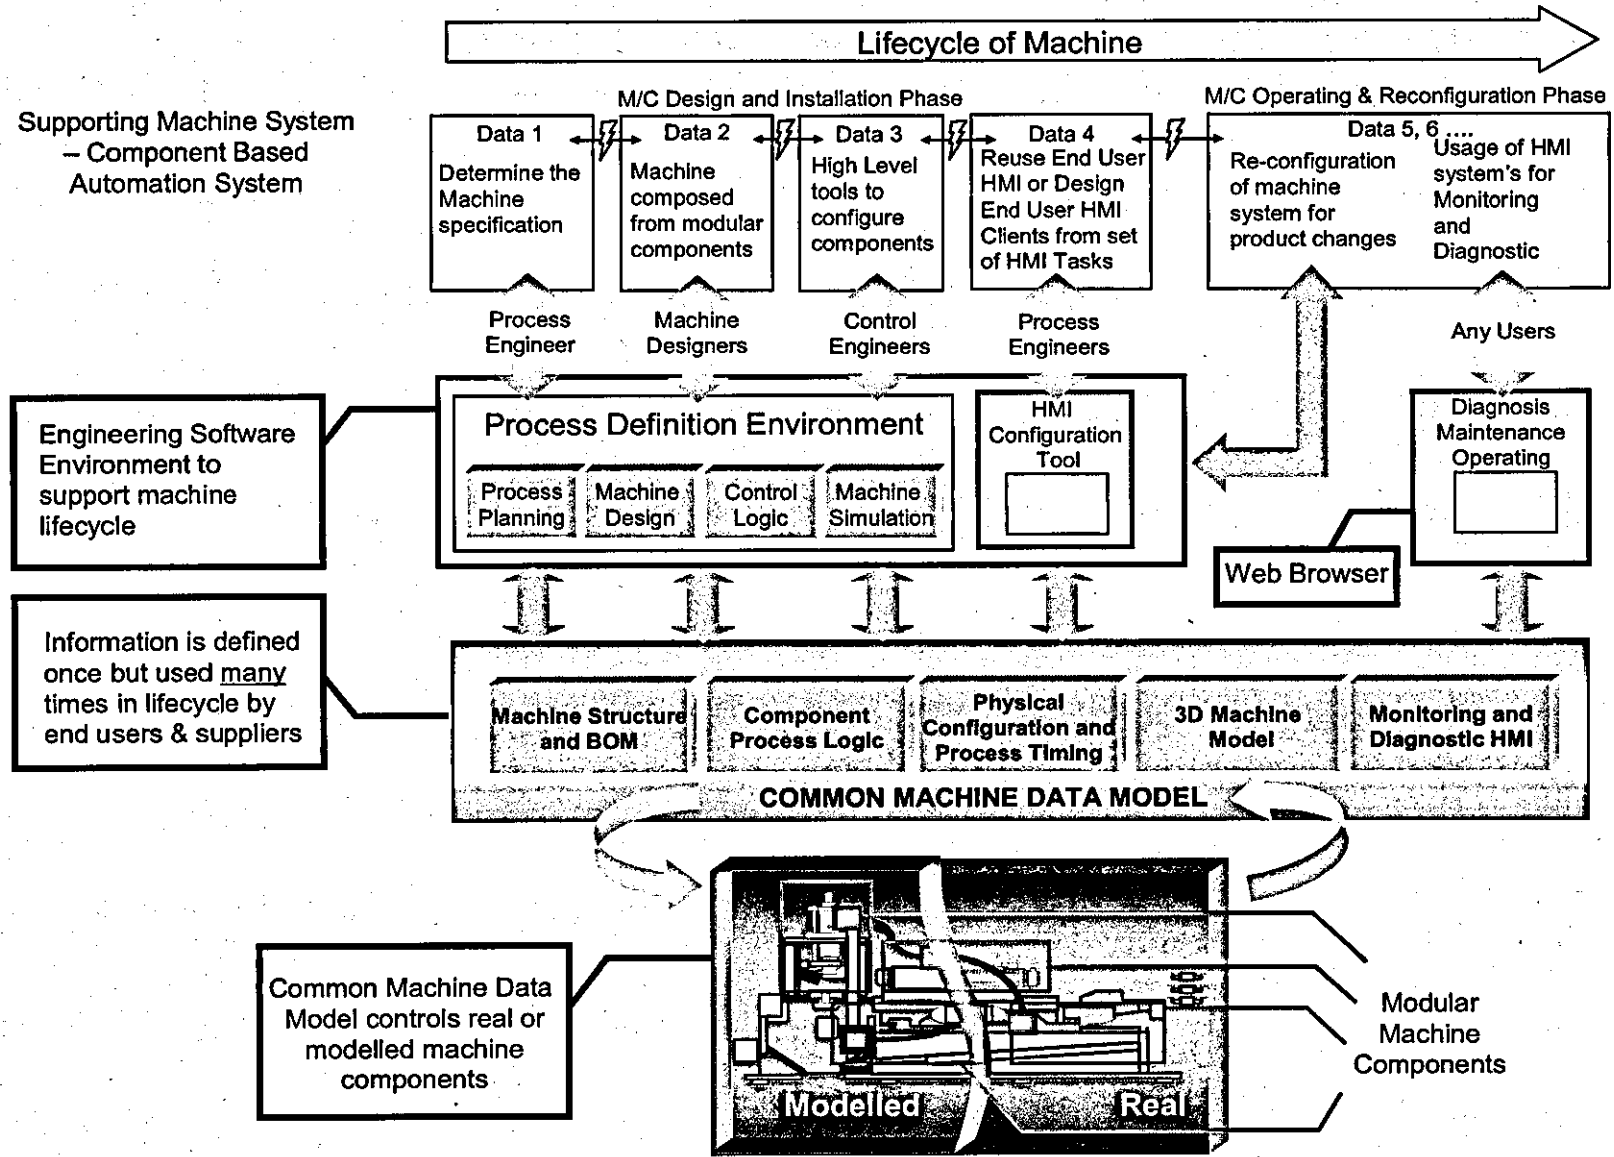 Lifecycle of Machine
Supporting Machine System
– Component Based
Automation System
M/C Design and Installation Phase
M/C Operating & Reconfiguration Phase
Data 1
Determine the
Machine
specification
Data 2
Machine
composed
from modular
components
Data 3
High Level
tools to
configure
components
Data 4
Reuse End User
HMI or Design
End User HMI
Clients from set
of HMI Tasks
Data 5, 6 ....
Re-configuration
of machine
system for
product changes
Usage of HMI
system's for
Monitoring
and
Diagnostic
Process
Engineer
Machine
Designers
Control
Engineers
Process
Engineers
Any Users
Engineering Software
Environment to
support machine
lifecycle
Process Definition Environment
Process
Planning
Machine
Design
Control
Logic
Machine
Simulation
HMI
Configuration
Tool
Diagnosis
Maintenance
Operating
Web Browser
Information is defined
once but used many
times in lifecycle by
end users & suppliers
Machine Structure
and BOM
Component
Process Logic
Physical
Configuration and
Process Timing
3D Machine
Model
Monitoring and
Diagnostic HMI
COMMON MACHINE DATA MODEL
Common Machine Data
Model controls real or
modelled machine
components
Modelled
Real
Modular
Machine
Components